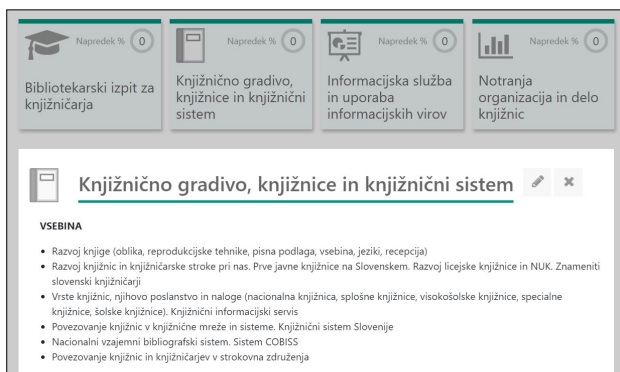 Napredek % 0
Bibliotekarski izpit za
knjižničarja
Napredek % 0
Knjižnično gradivo,
knjižnice in knjižnični
sistem
Napredek % 0
Informacijska služba
in uporaba
informacijskih virov
Napredek % 0
Notranja
organizacija in delo
knjižnic
Knjižnično gradivo, knjižnice in knjižnični sistem
VSEBINA
• Razvoj knjige (oblika, reprodukcijske tehnike, pisna podlaga, vsebina, jeziki, recepcija)
• Razvoj knjižnic in knjižničarske stroke pri nas. Prve javne knjižnice na Slovenskem. Razvoj licejske knjižnice in NUK. Znameniti
slovenski knjižničarji
• Vrste knjižnic, njihovo poslanstvo in naloge (nacionalna knjižnica, splošne knjižnice, visokošolske knjižnice, specialne
knjižnice, šolske knjižnice). Knjižnični informacijski servis
• Povezovanje knjižnic v knjižnične mreže in sisteme. Knjižnični sistem Slovenije
• Nacionalni vzajemni bibliografski sistem. Sistem COBISS
• Povezovanje knjižnic in knjižničarjev v strokovna združenja